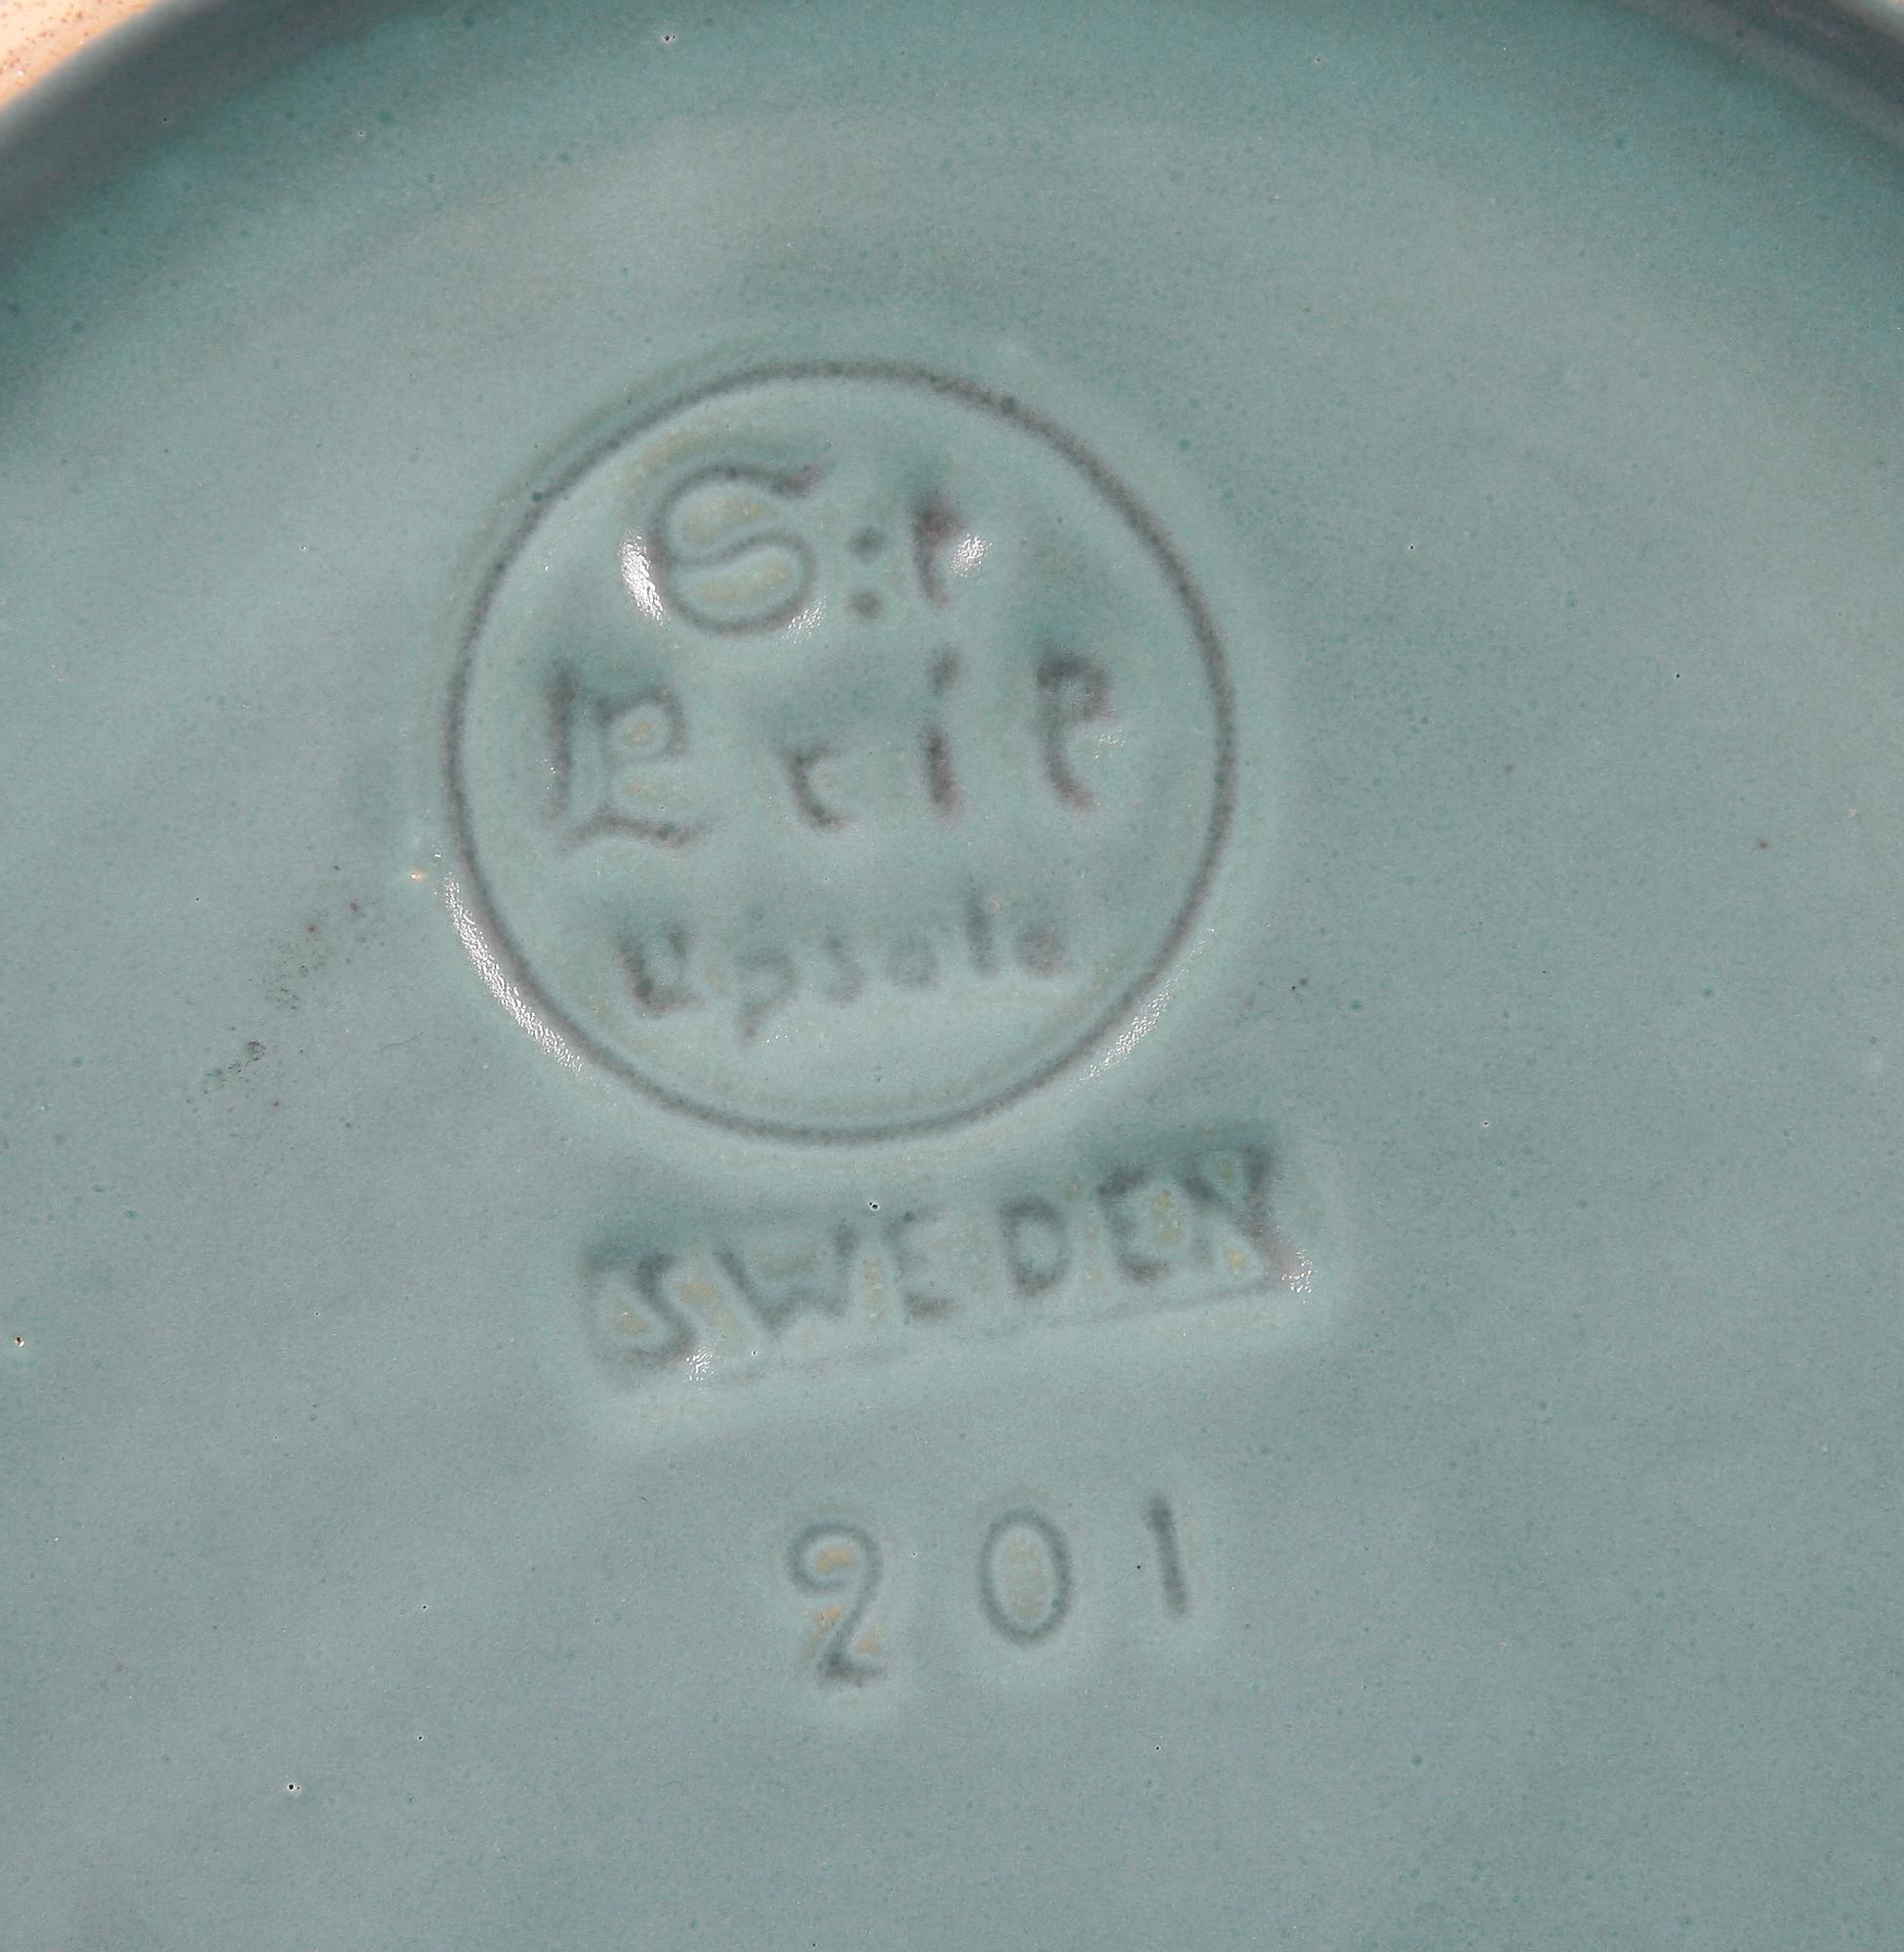 S:t
Erik
Upsala
SWEDEN
201